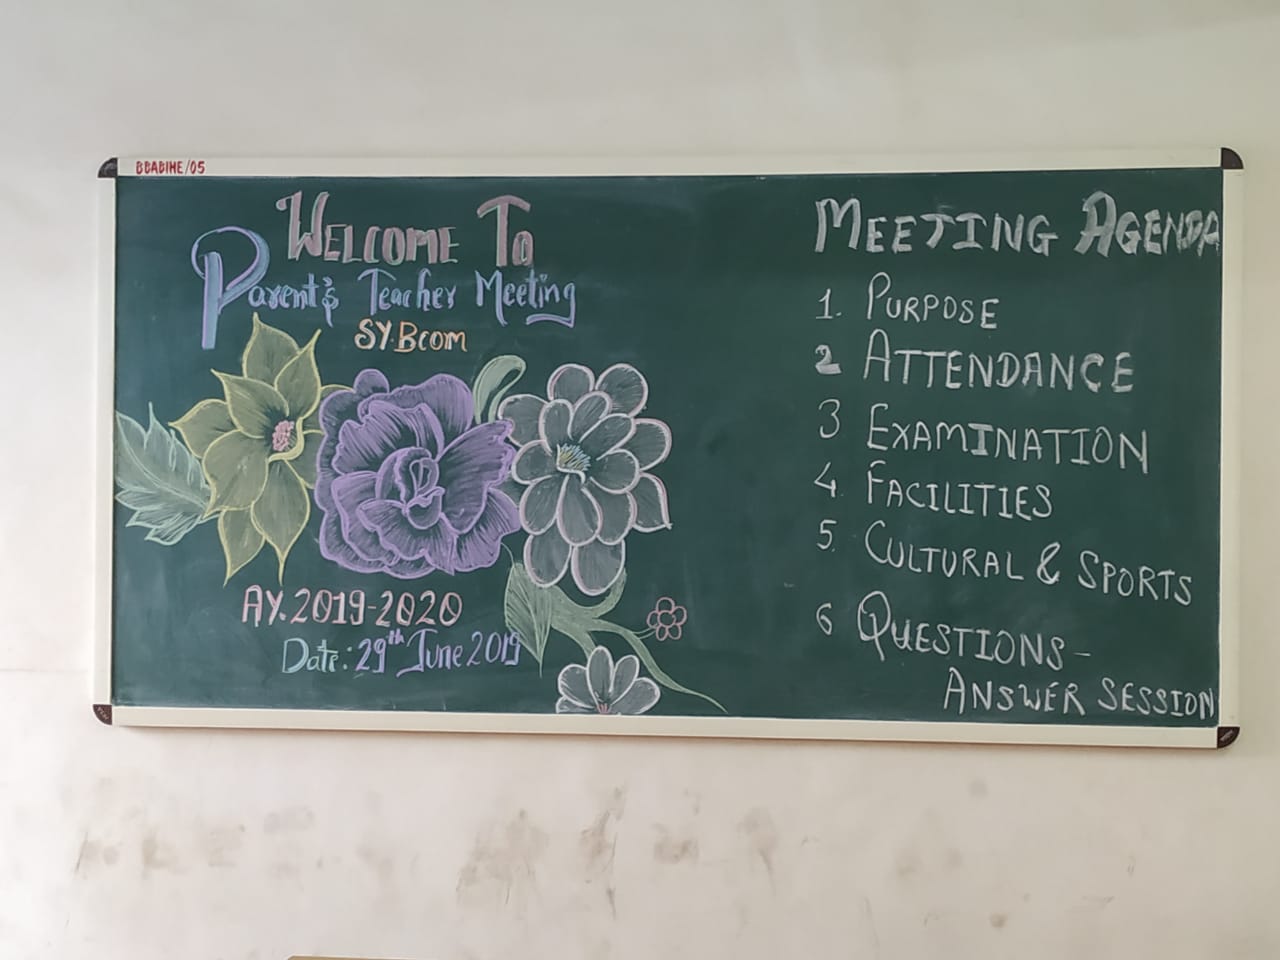 BBABIHE/05
WELCOME TO
Parent's Teacher Meeting
SY.Bcom
AY.2019-2020
Date: 29th June 2019
MEETING AGENDA
1. PURPOSE
2 ATTENDANCE
3 EXAMINATION
4. FACILITIES
5. CULTURAL & SPORTS
6 QUESTIONS-
ANSWER SESSION